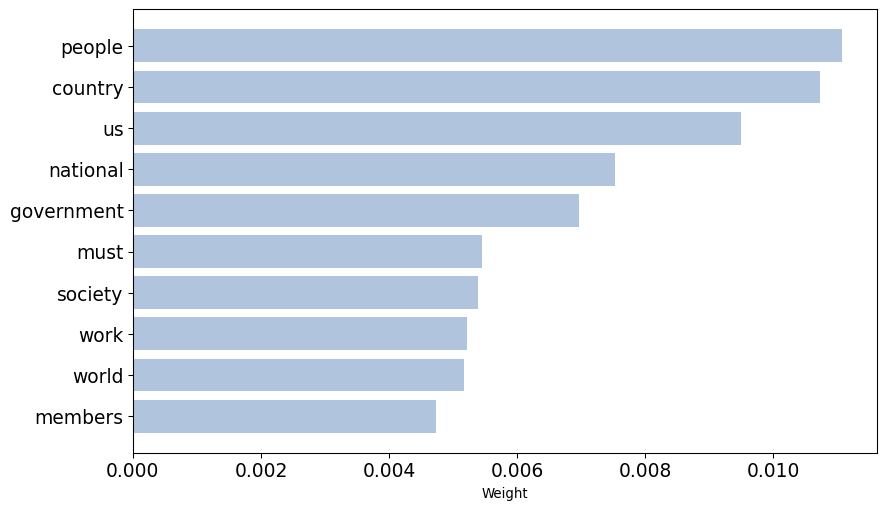 people
country
us
national
government
must
society
work
world
members
0.000 0.002 0.004 0.006 0.008 0.010
Weight